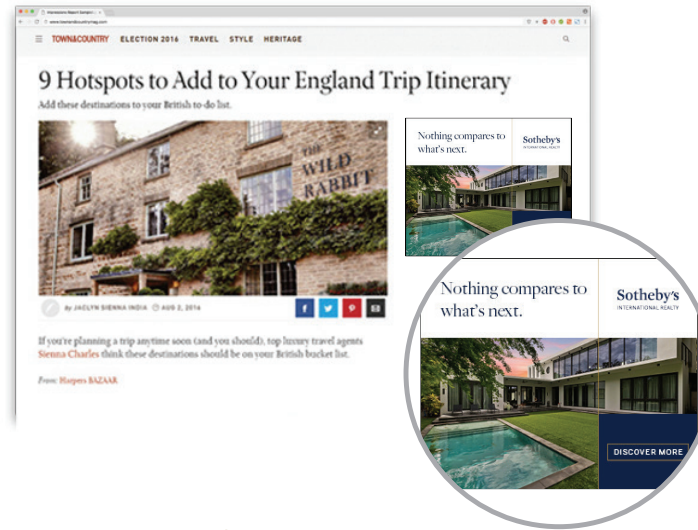 www.townandcountrymag.com
TOWN&COUNTRY ELECTION 2016 TRAVEL STYLE HERITAGE
9 Hotspots to Add to Your England Trip Itinerary
Add these destinations to your British to-do list.
THE
WILD
RABBIT
By JACLYN SIENNA INDIA AUG 2, 2016
If you're planning a trip anytime soon (and you should), top luxury travel agents
Sienna Charles think these destinations should be on your British bucket list.
From: Harpers BAZAAR
Nothing compares to
what's next.
Sotheby's
INTERNATIONAL REALTY
Nothing compares to
what's next.
Sotheby's
INTERNATIONAL REALTY
DISCOVER MORE